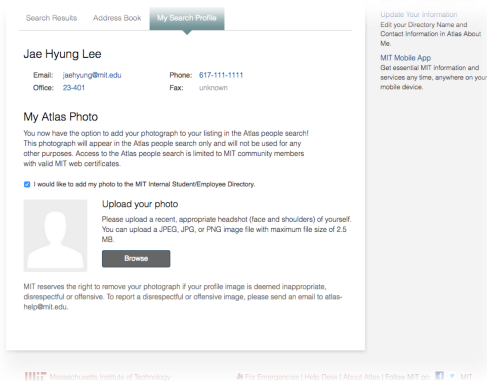 Search Results Address Book My Search Profile
Jae Hyung Lee
Email: jaehyung@mit.edu Phone: 617-111-1111
Office: 23-401 Fax: unknown
My Atlas Photo
You now have the option to add your photograph to your listing in the Atlas people search!
This photograph will appear in the Atlas people search only and will not be used for any
other purposes. Access to the Atlas people search is limited to MIT community members
with valid MIT web certificates.
I would like to add my photo to the MIT Internal Student/Employee Directory.
Upload your photo
Please upload a recent, appropriate headshot (face and shoulders) of yourself.
You can upload a JPEG, JPG, or PNG image file with maximum file size of 2.5
MB.
Browse
MIT reserves the right to remove your photograph if your profile image is deemed inappropriate,
disrespectful or offensive. To report a disrespectful or offensive image, please send an email to atlas-
help@mit.edu.
Update Your Information
Edit your Directory Name and
Contact Information in Atlas About
Me.
MIT Mobile App
Get essential MIT information and
services any time, anywhere on your
mobile device.
Massachusetts Institute of Technology For Emergencies | Help Desk | About Atlas | Follow MIT on: MIT